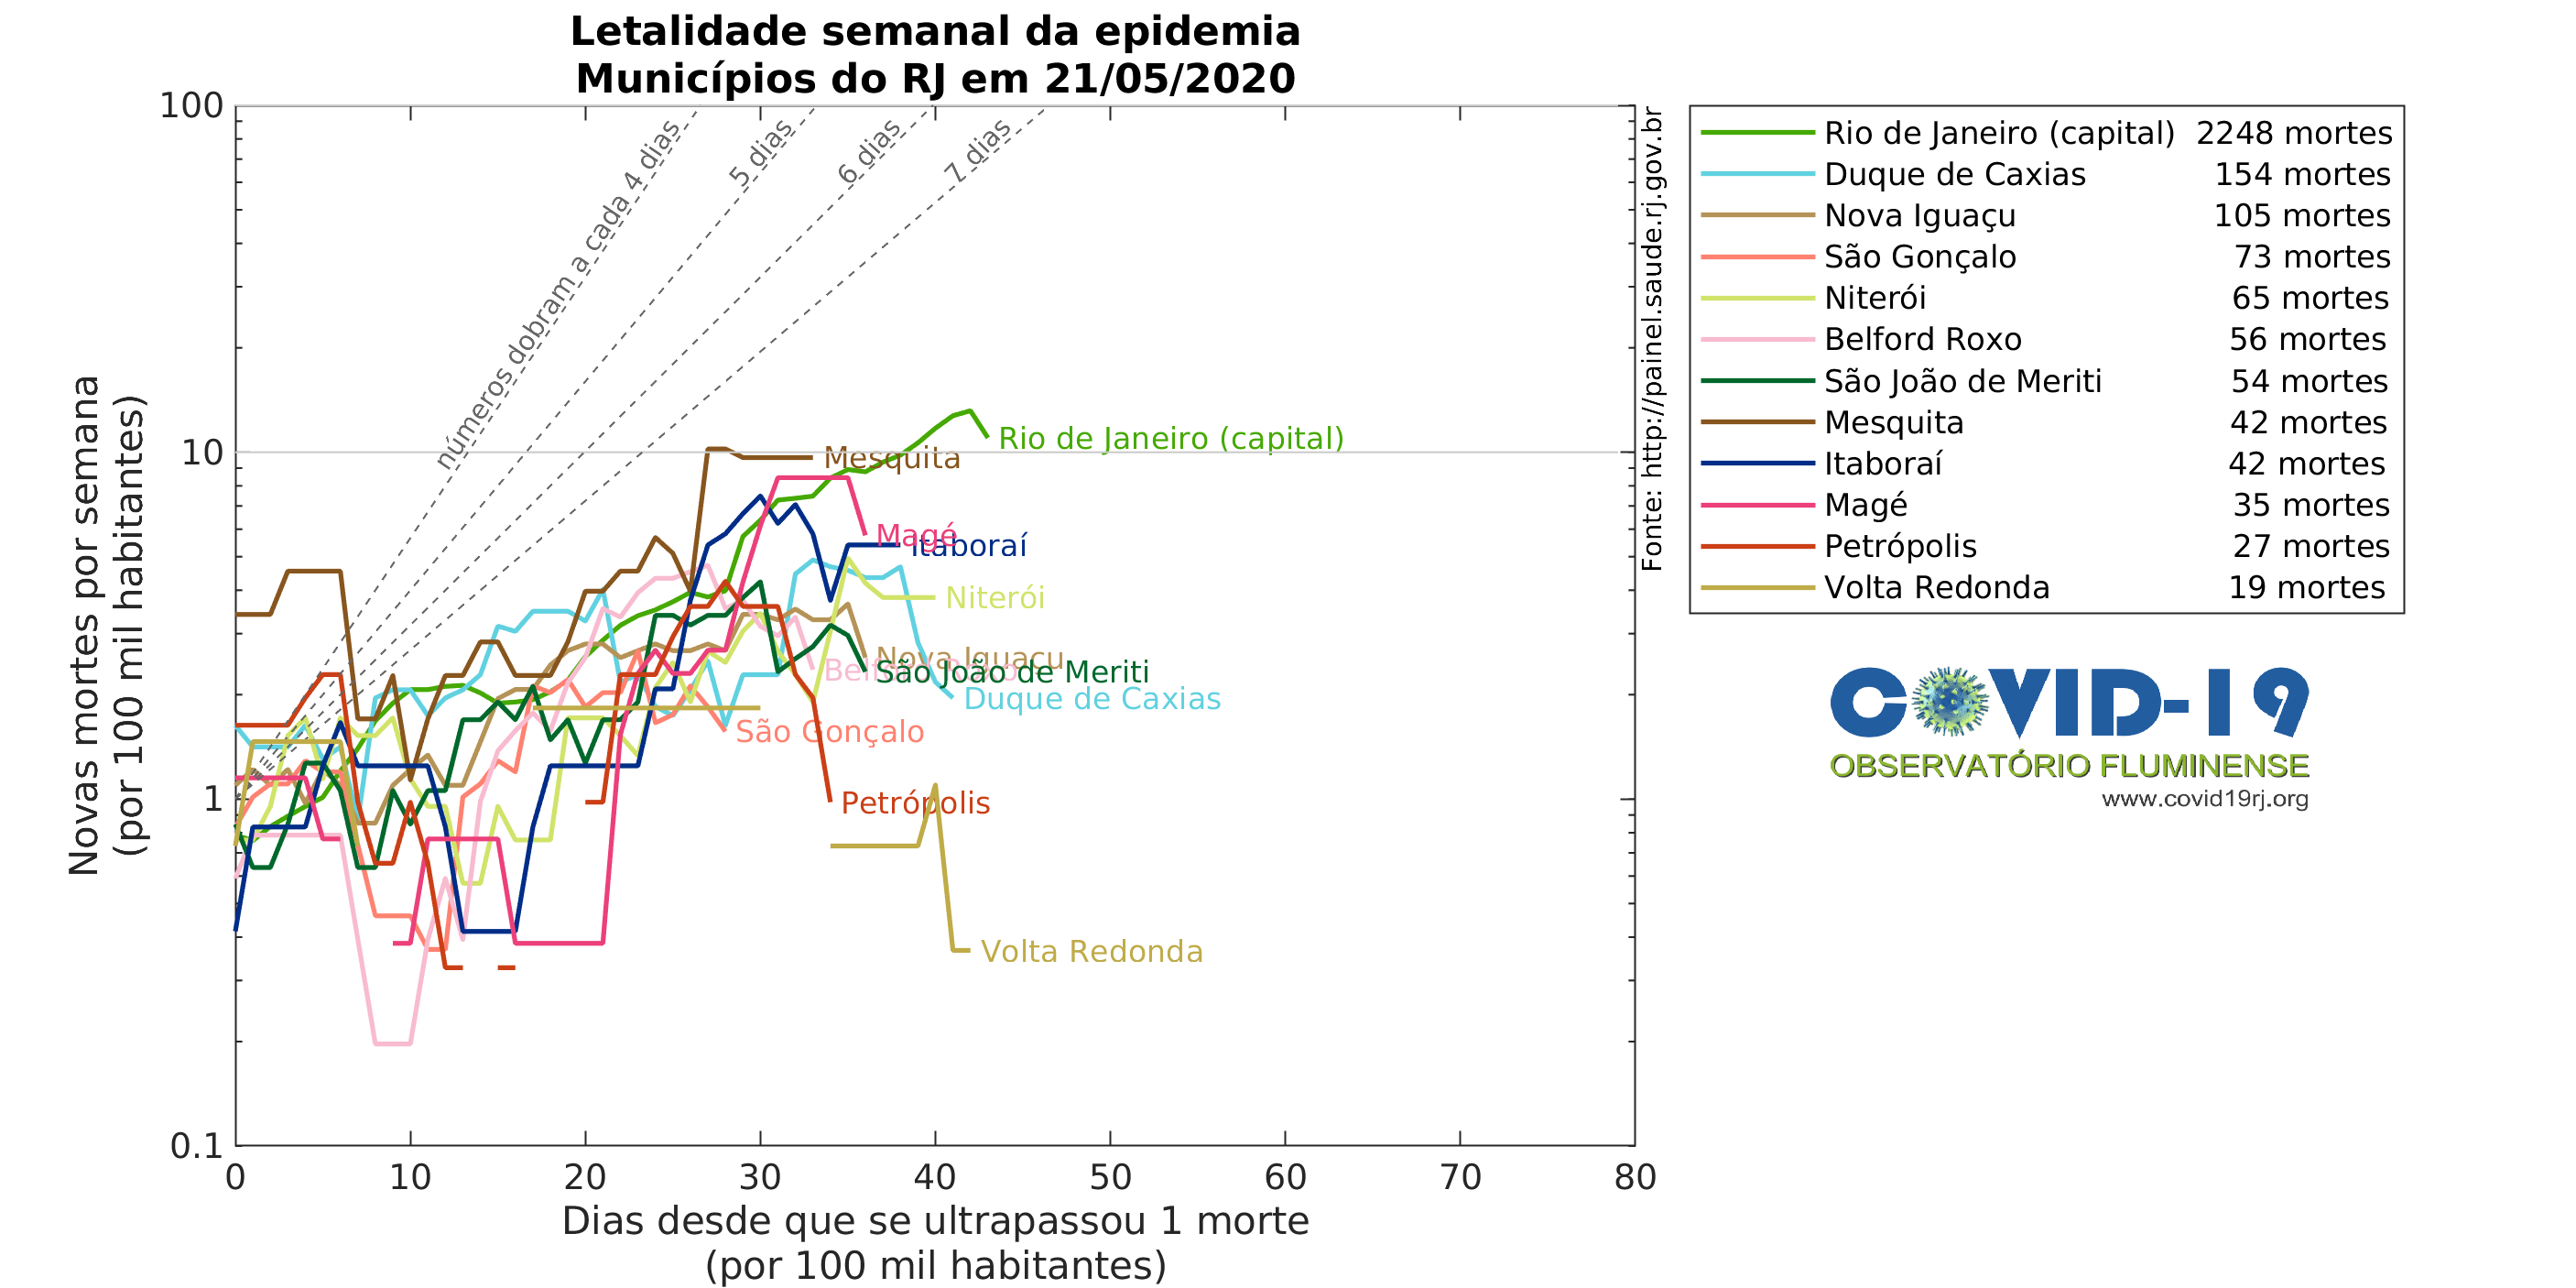 Letalidade semanal da epidemia
Municípios do RJ em 21/05/2020
Novas mortes por semana
(por 100 mil habitantes)
100
10
1
0.1
números dobram a cada 4 dias
5 dias
6 dias
7 dias
Rio de Janeiro (capital)
Mesquita
Magé
Itaboraí
Niterói
Nova Iguaçu
Belford Roxo
São João de Meriti
Duque de Caxias
São Gonçalo
Petrópolis
Volta Redonda
0 10 20 30 40 50 60 70 80
Dias desde que se ultrapassou 1 morte
(por 100 mil habitantes)
Fonte: http://painel.saude.rj.gov.br
Rio de Janeiro (capital) 2248 mortes
Duque de Caxias 154 mortes
Nova Iguaçu 105 mortes
São Gonçalo 73 mortes
Niterói 65 mortes
Belford Roxo 56 mortes
São João de Meriti 54 mortes
Mesquita 42 mortes
Itaboraí 42 mortes
Magé 35 mortes
Petrópolis 27 mortes
Volta Redonda 19 mortes
COVID-19
OBSERVATÓRIO FLUMINENSE
www.covid19rj.org